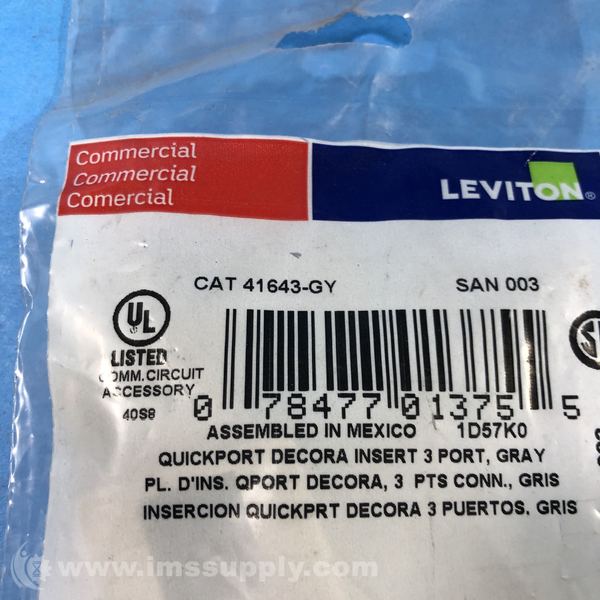 Commercial
Commercial
Comercial
LEVITON®
CAT 41643-GY SAN 003
UL
LISTED
COMM.CIRCUIT
ACCESSORY
40S8
0 78477 01375 5
ASSEMBLED IN MEXICO 1D57K0
QUICKPORT DECORA INSERT 3 PORT, GRAY
PL. D'INS. QPORT DECORA, 3 PTS CONN., GRIS
INSERCION QUICKPRT DECORA 3 PUERTOS. GRIS
www.imssupply.com